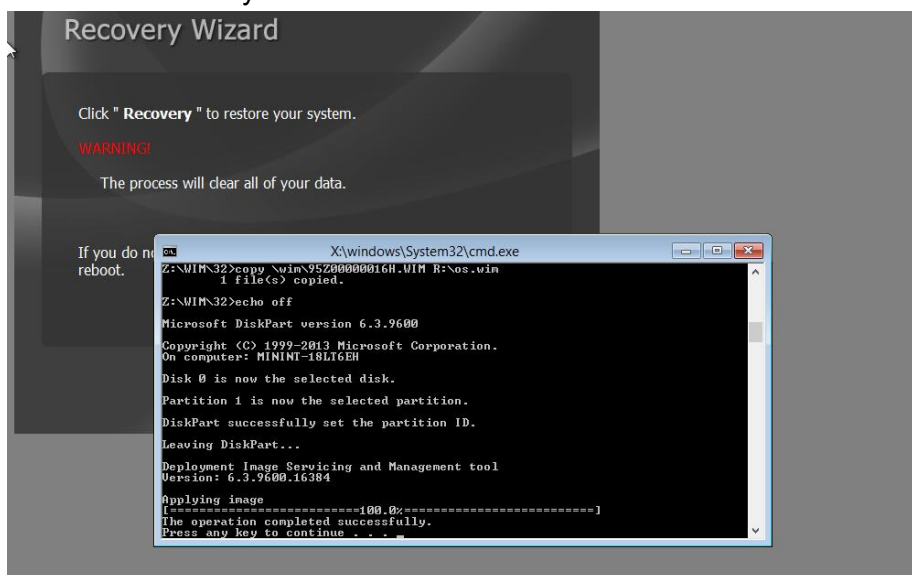 Recovery Wizard
Click " Recovery " to restore your system.
WARNING!
The process will clear all of your data.
If you do no
reboot.
X:\windows\System32\cmd.exe
Z:\WIM\32>copy \wim\95Z00000016H.WIM R:\os.wim
1 file(s) copied.
Z:\WIM\32>echo off
Microsoft DiskPart version 6.3.9600
Copyright (C) 1999-2013 Microsoft Corporation.
On computer: MININT-18LT6EH
Disk 0 is now the selected disk.
Partition 1 is now the selected partition.
DiskPart successfully set the partition ID.
Leaving DiskPart...
Deployment Image Servicing and Management tool
Version: 6.3.9600.16384
Applying image
[==========================100.0%==========================]
The operation completed successfully.
Press any key to continue . . . _